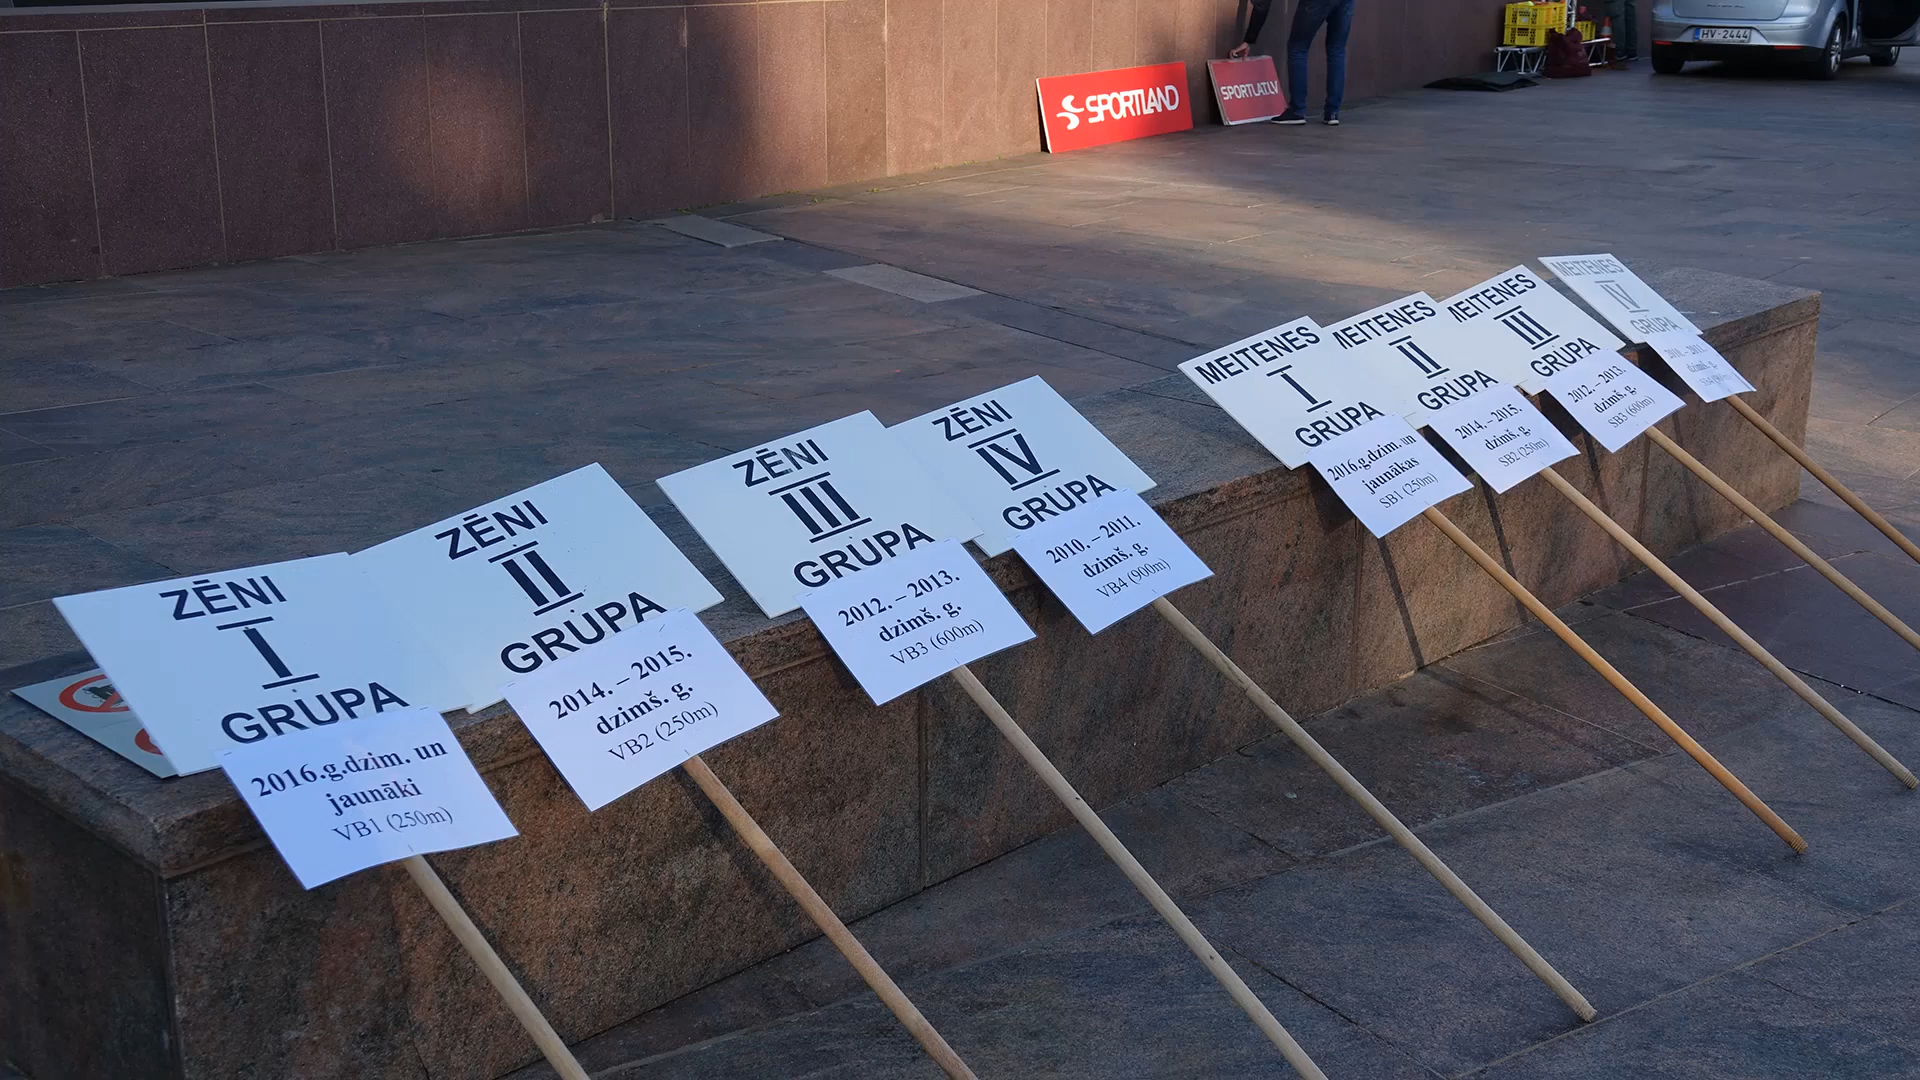 SPORTLAND
SPORTLAT.LV
HV-2444
ZĒNI
I
GRUPA
2016.g.dzim. un
jaunāki
VB1 (250m)
ZĒNI
II
GRUPA
2014. – 2015.
dzimš. g.
VB2 (250m)
ZĒNI
III
GRUPA
2012. – 2013.
dzimš. g.
VB3 (600m)
ZĒNI
IV
GRUPA
2010. – 2011.
dzimš. g.
VB4 (900m)
MEITENES
I
GRUPA
2016.g.dzim. un
jaunākas
SB1 (250m)
MEITENES
II
GRUPA
2014. – 2015.
dzimš. g.
SB2 (250m)
MEITENES
III
GRUPA
2012. – 2013.
dzimš. g.
SB3 (600m)
MEITENES
IV
GRUPA
2010. – 2011.
dzimš. g.